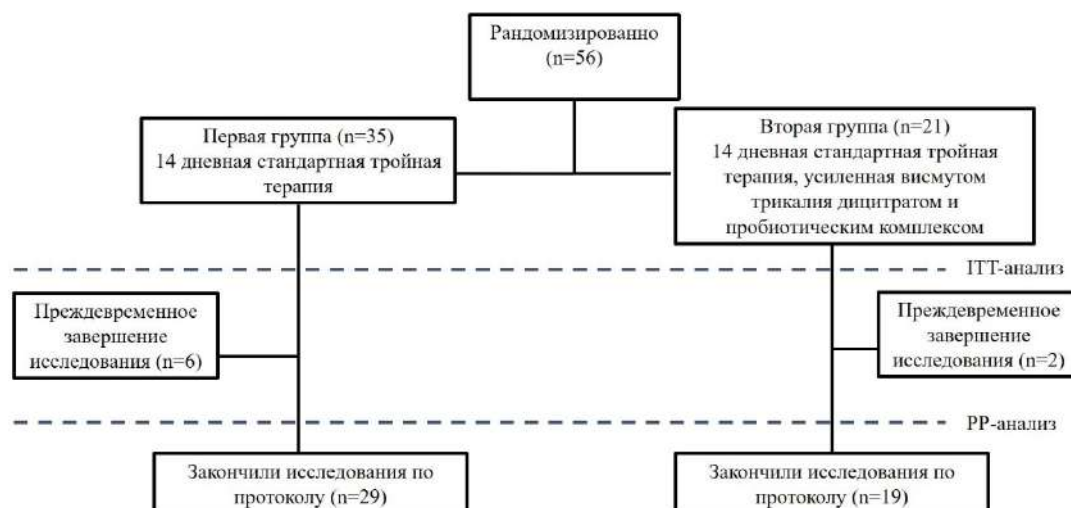 Рандомизированно
(n=56)
Первая группа (n=35)
14 дневная стандартная тройная
терапия
Вторая группа (n=21)
14 дневная стандартная тройная
терапия, усиленная висмутом
трикалия дицитратом и
пробиотическим комплексом
ITT-анализ
Преждевременное
завершение
исследования (n=6)
Преждевременное
завершение
исследования (n=2)
PP-анализ
Закончили исследования по
протоколу (n=29)
Закончили исследования по
протоколу (n=19)